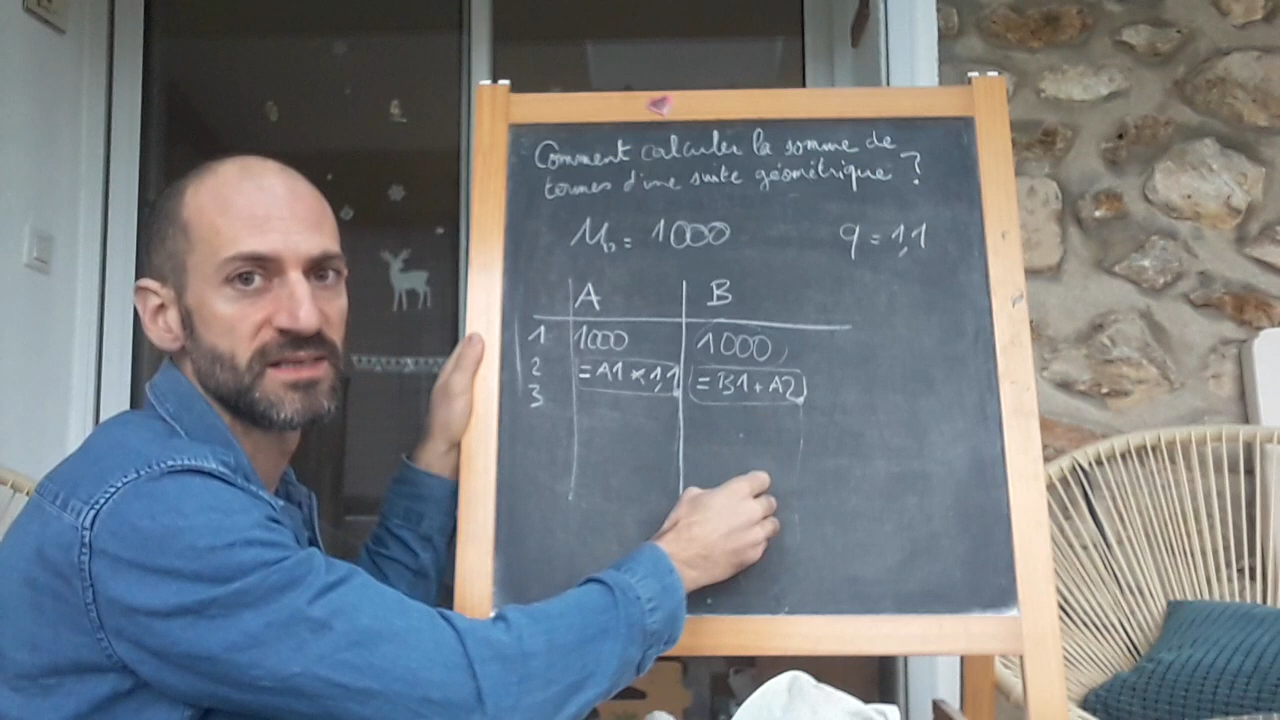 Comment calculer la somme de
termes d'une suite géométrique ?
U₀ = 1000 q = 1,1
A B
1 1000 1000
2 =A1*1,1 =B1+A2
3